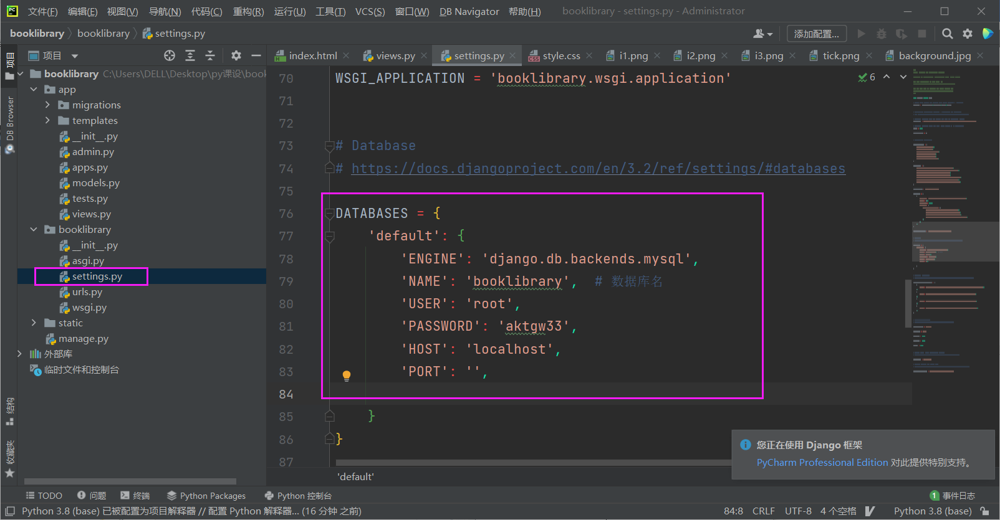 文件(F) 编辑(E) 视图(V) 导航(N) 代码(C) 重构(R) 运行(U) 工具(T) VCS(S) 窗口(W) DB Navigator 帮助(H) booklibrary - settings.py - Administrator
booklibrary booklibrary settings.py 添加配置...
项目 index.html views.py settings.py style.css i1.png i2.png i3.png tick.png background.jpg
项目
DB Browser
结构
收藏夹
booklibrary C:\Users\DELL\Desktop\py课设\book
app
migrations
templates
__init__.py
admin.py
apps.py
models.py
tests.py
views.py
booklibrary
__init__.py
asgi.py
settings.py
urls.py
wsgi.py
static
manage.py
外部库
临时文件和控制台
70 WSGI_APPLICATION = 'booklibrary.wsgi.application' 6
71
72
73 # Database
74 # https://docs.djangoproject.com/en/3.2/ref/settings/#databases
75
76 DATABASES = {
77 'default': {
78 'ENGINE': 'django.db.backends.mysql',
79 'NAME': 'booklibrary', # 数据库名
80 'USER': 'root',
81 'PASSWORD': 'aktgw33',
82 'HOST': 'localhost',
83 'PORT': '',
84
85 }
86 }
87
您正在使用 Django 框架
PyCharm Professional Edition 对此提供特别支持。
'default'
TODO 问题 终端 Python Packages Python 控制台 1 事件日志
Python 3.8 (base) 已被配置为项目解释器 // 配置 Python 解释器... (16 分钟 之前) 84:8 CRLF UTF-8 4 个空格 Python 3.8 (base)